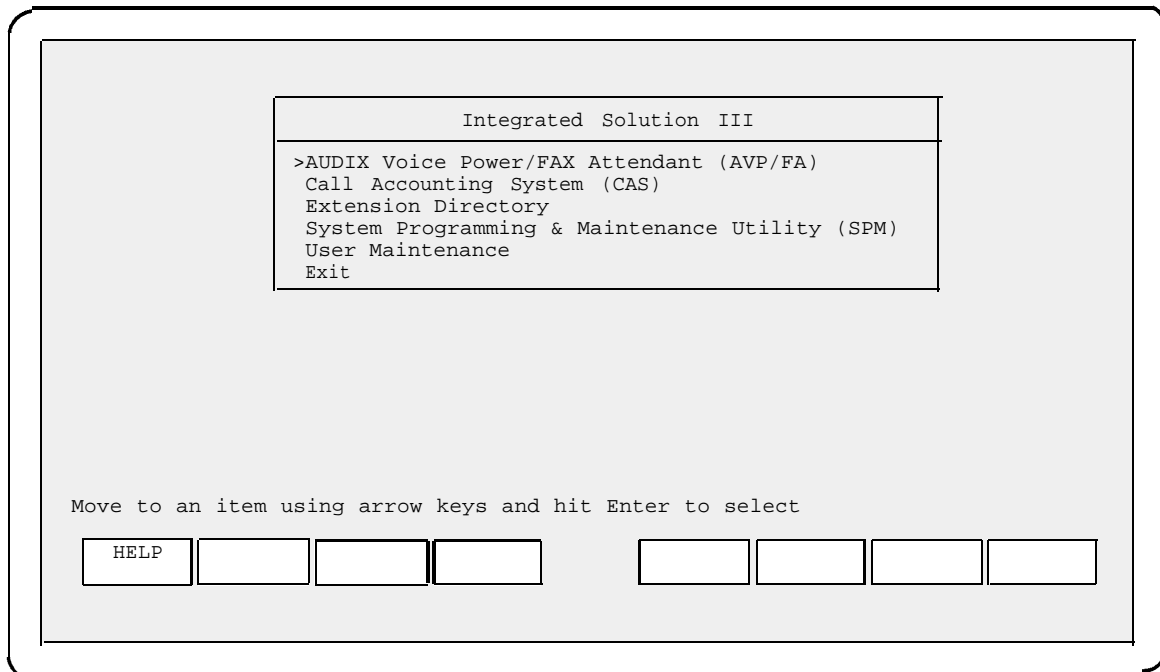 Integrated Solution III
>AUDIX Voice Power/FAX Attendant (AVP/FA)
Call Accounting System (CAS)
Extension Directory
System Programming & Maintenance Utility (SPM)
User Maintenance
Exit
Move to an item using arrow keys and hit Enter to select
HELP